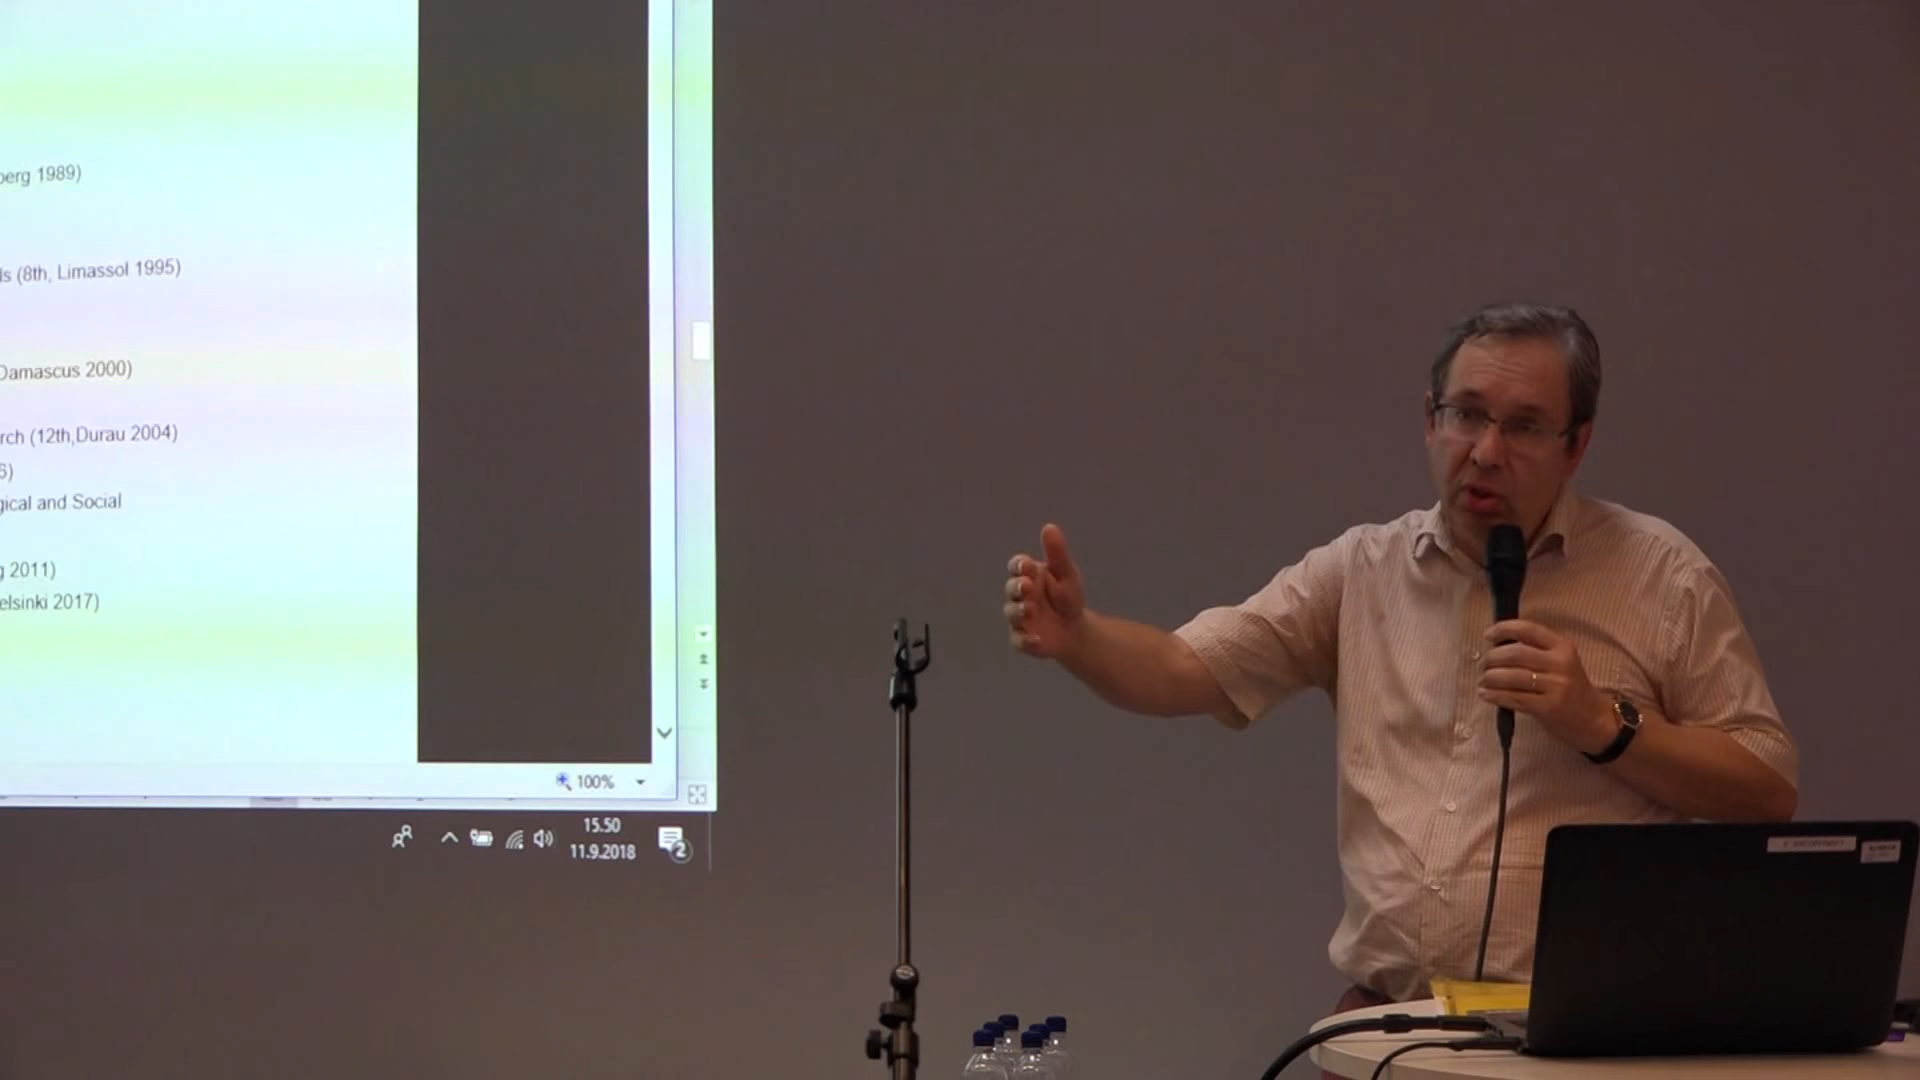 berg 1989)
ls (8th, Limassol 1995)
Damascus 2000)
rch (12th,Durau 2004)
6)
gical and Social
g 2011)
elsinki 2017)
100%
15.50
11.9.2018
2